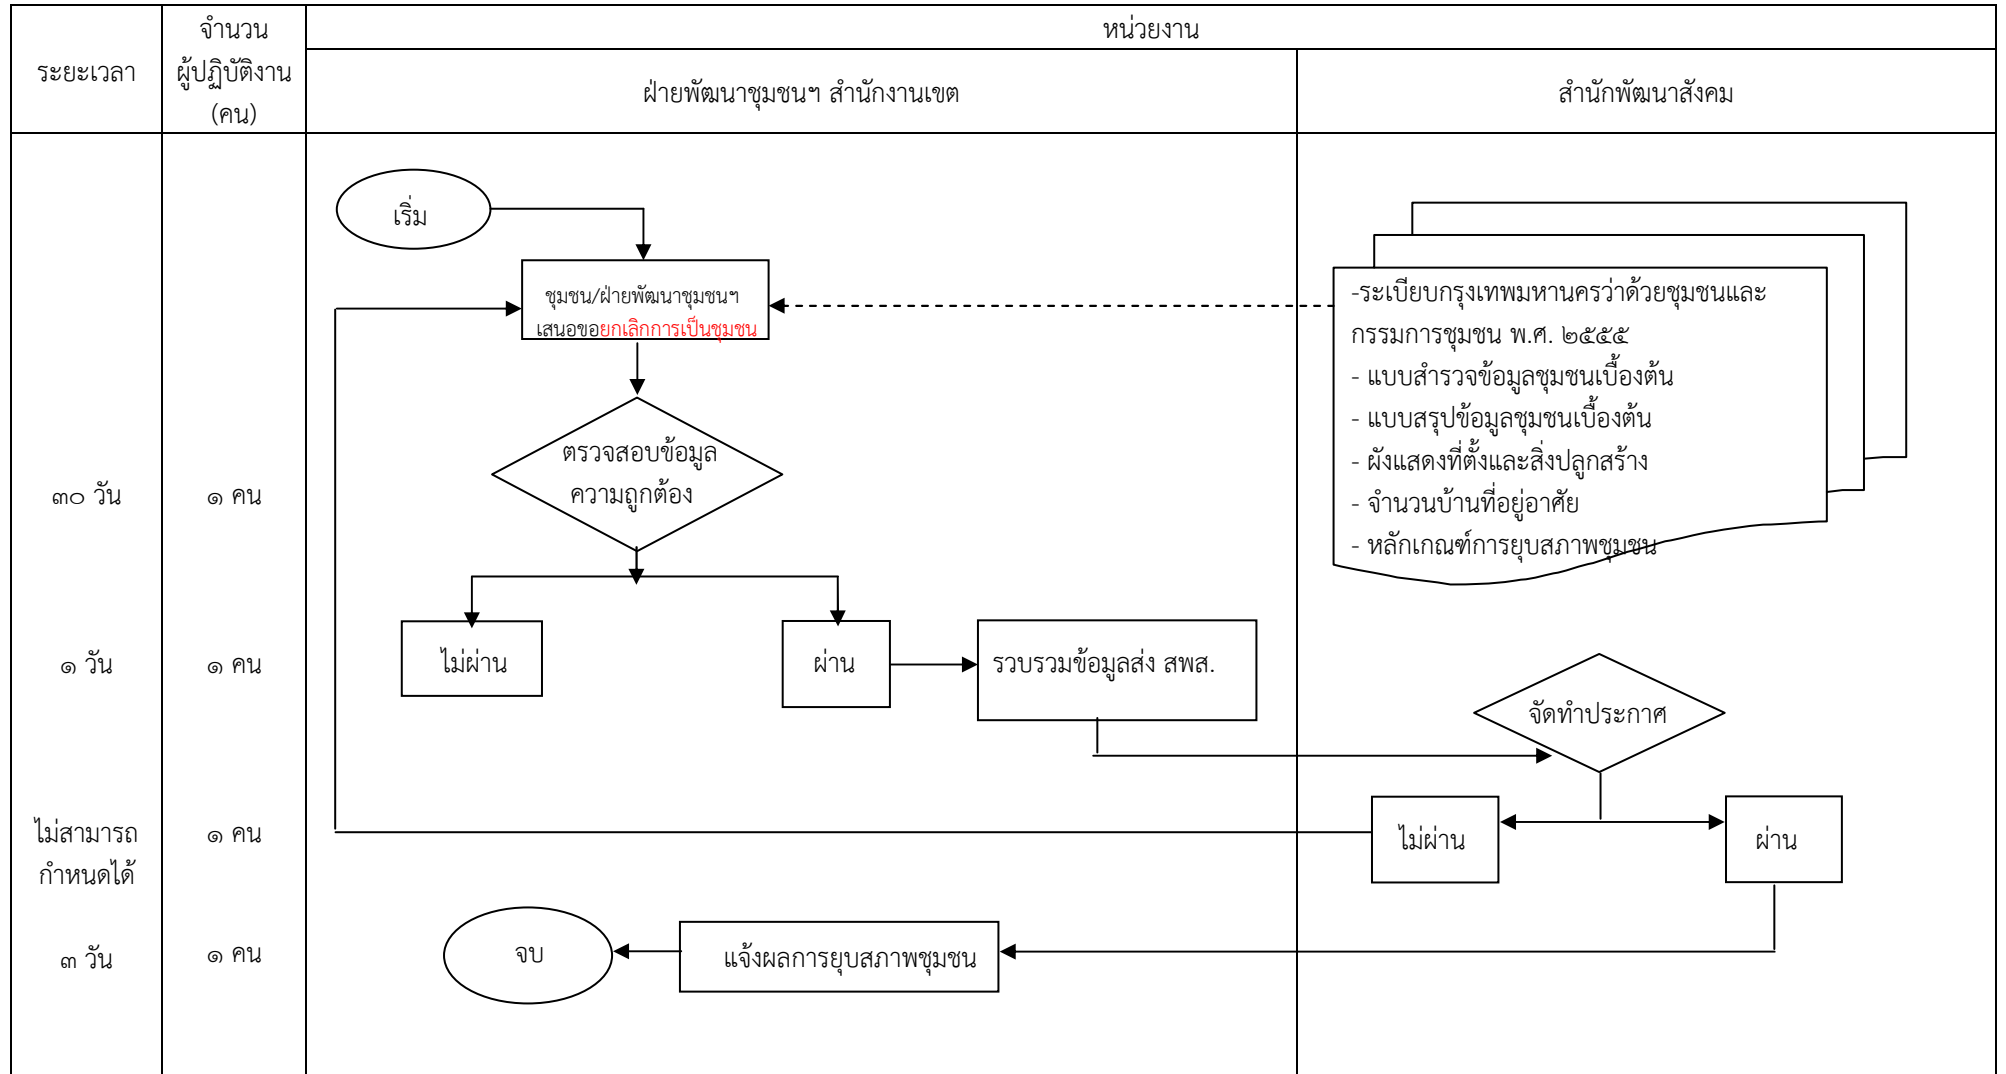 ระยะเวลา
จำนวน
ผู้ปฏิบัติงาน
(คน)
หน่วยงาน
ฝ่ายพัฒนาชุมชนฯ สำนักงานเขต
สำนักพัฒนาสังคม
เริ่ม
ชุมชน/ฝ่ายพัฒนาชุมชนฯ
เสนอขอยกเลิกการเป็นชุมชน
-ระเบียบกรุงเทพมหานครว่าด้วยชุมชนและ
กรรมการชุมชน พ.ศ. ๒๕๕๕
- แบบสำรวจข้อมูลชุมชนเบื้องต้น
- แบบสรุปข้อมูลชุมชนเบื้องต้น
- ผังแสดงที่ตั้งและสิ่งปลูกสร้าง
- จำนวนบ้านที่อยู่อาศัย
- หลักเกณฑ์การยุบสภาพชุมชน
ตรวจสอบข้อมูล
ความถูกต้อง
๓๐ วัน
๑ คน
๑ วัน
๑ คน
ไม่ผ่าน
ผ่าน
รวบรวมข้อมูลส่ง สพส.
จัดทำประกาศ
ไม่สามารถ
กำหนดได้
๑ คน
ไม่ผ่าน
ผ่าน
๓ วัน
๑ คน
จบ
แจ้งผลการยุบสภาพชุมชน